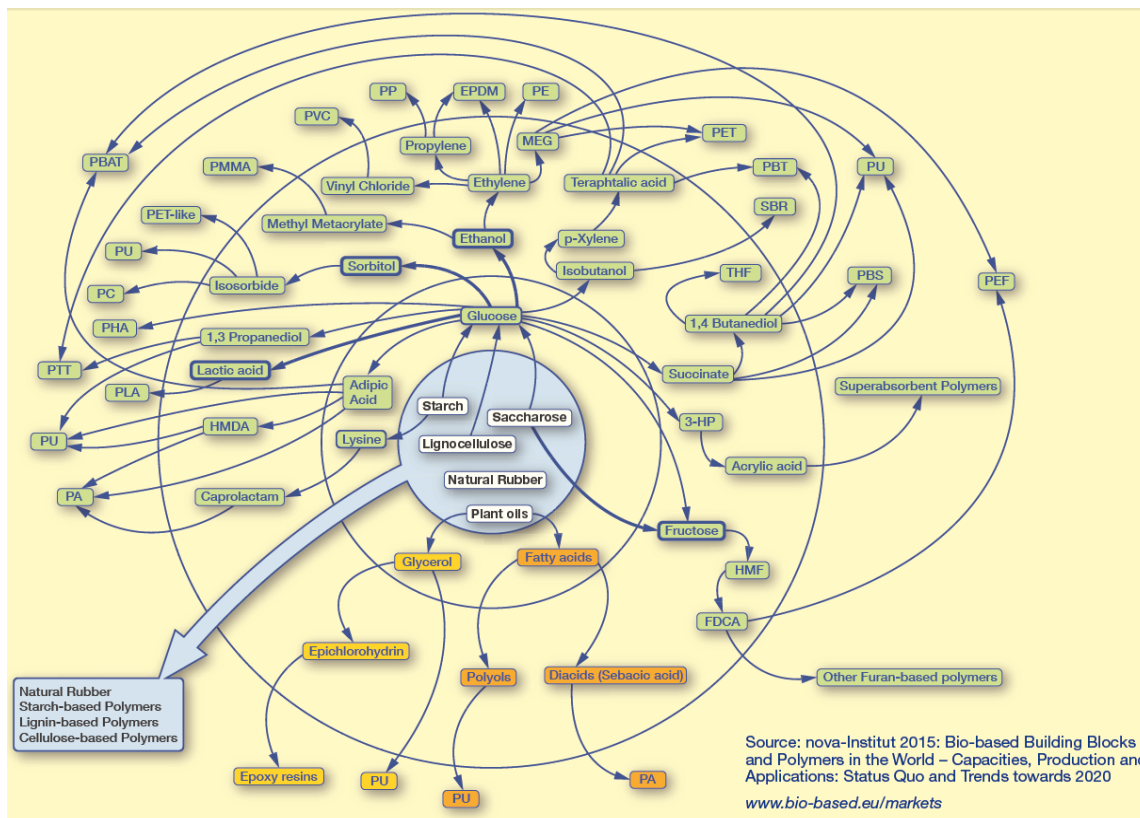 PP
EPDM
PE
PVC
MEG
PET
Propylene
PBAT
PMMA
PBT
PU
Vinyl Chloride
Ethylene
Teraphtalic acid
SBR
PET-like
Methyl Metacrylate
Ethanol
p-Xylene
PU
Sorbitol
Isobutanol
THF
PBS
PEF
PC
Isosorbide
PHA
Glucose
1,4 Butanediol
1,3 Propanediol
PTT
Lactic acid
Succinate
PLA
Adipic
Acid
Superabsorbent Polymers
Starch
Saccharose
3-HP
PU
HMDA
Lysine
Lignocellulose
Acrylic acid
Natural Rubber
PA
Caprolactam
Plant oils
Fructose
Glycerol
Fatty acids
HMF
FDCA
Epichlorohydrin
Polyols
Diacids (Sebacic acid)
Other Furan-based polymers
Natural Rubber
Starch-based Polymers
Lignin-based Polymers
Cellulose-based Polymers
Epoxy resins
PU
PU
PA
Source: nova-Institut 2015: Bio-based Building Blocks
and Polymers in the World – Capacities, Production and
Applications: Status Quo and Trends towards 2020
www.bio-based.eu/markets